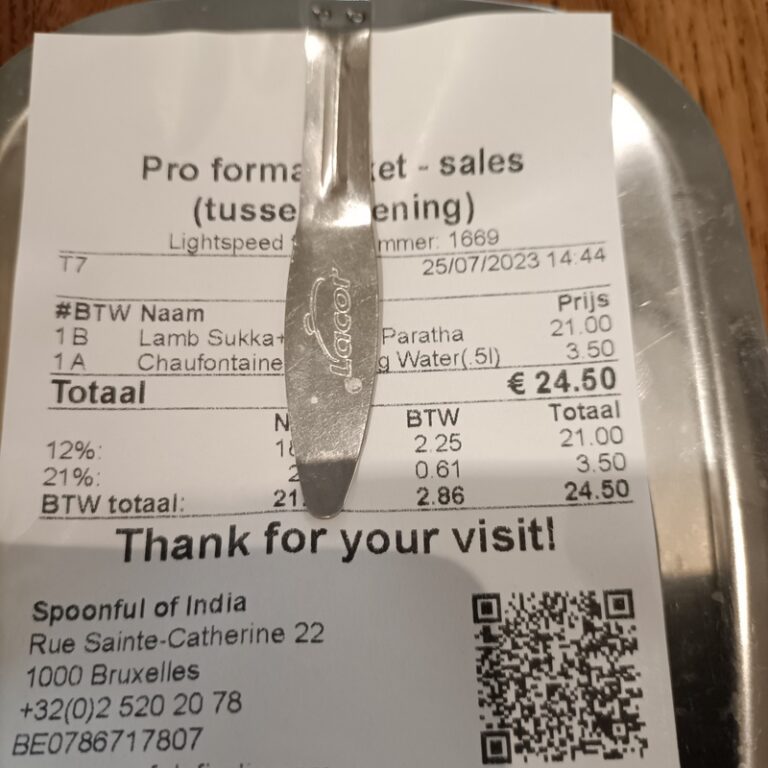 Pro forma ket - sales
(tusse ening)
Lightspeed mmer: 1669
T7 25/07/2023 14:44
#BTW Naam Prijs
1 B Lamb Sukka+ Paratha 21.00
1 A Chaufontaine g Water(.5l) 3.50
Totaal € 24.50
N BTW Totaal
12%: 18 2.25 21.00
21%: 2 0.61 3.50
BTW totaal: 21. 2.86 24.50
Thank for your visit!
Spoonful of India
Rue Sainte-Catherine 22
1000 Bruxelles
+32(0)2 520 20 78
BE0786717807
Lacor